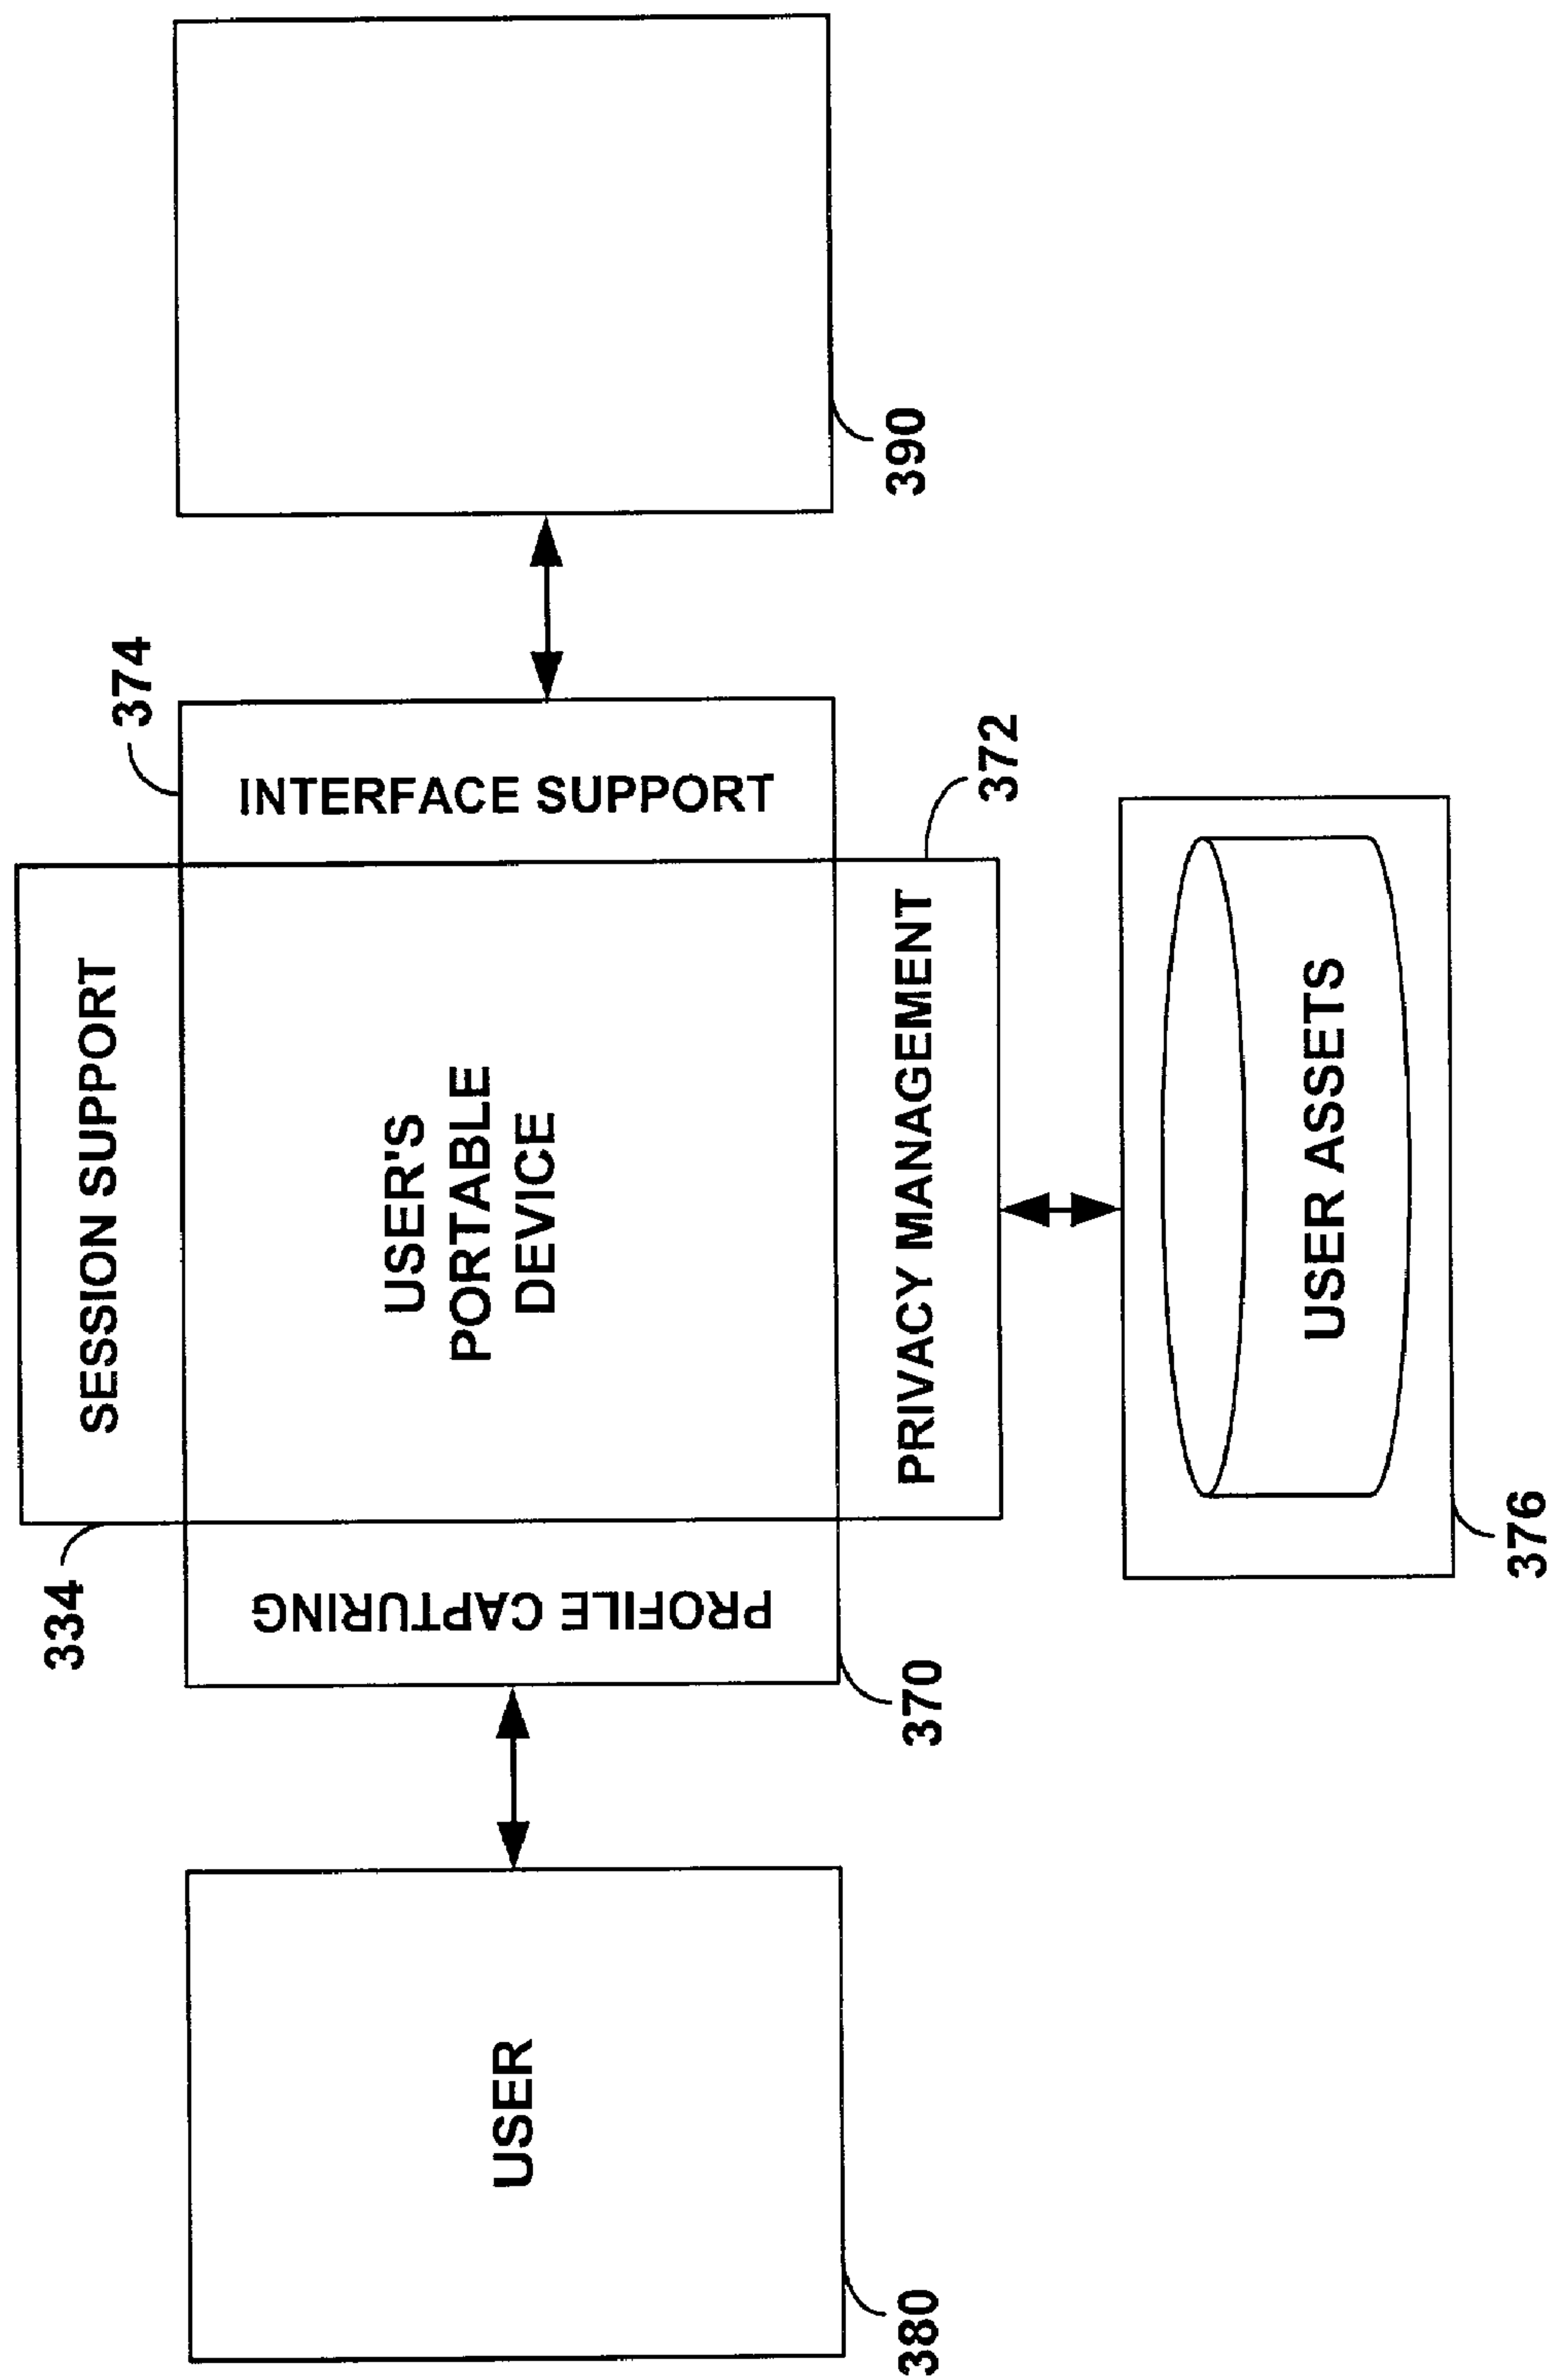 334
SESSION SUPPORT
374
USER
380
PROFILE CAPTURING
370
USER'S
PORTABLE
DEVICE
INTERFACE SUPPORT
390
PRIVACY MANAGEMENT
372
USER ASSETS
376